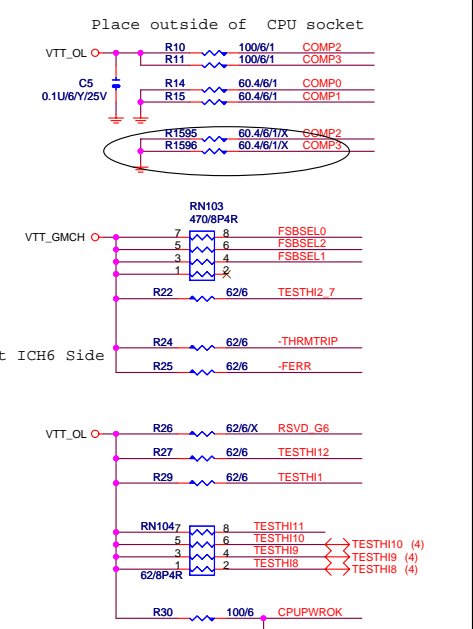 Place outside of CPU socket
VTT_OL R10 100/6/1 COMP2
R11 100/6/1 COMP3
C5 R14 60.4/6/1 COMP0
0.1U/6/Y/25V R15 60.4/6/1 COMP1
R1595 60.4/6/1/X COMP2
R1596 60.4/6/1/X COMP3
RN103
470/8P4R
VTT_GMCH 7 8 FSBSEL0
5 6 FSBSEL2
3 4 FSBSEL1
1 2
R22 62/6 TESTHI2_7
R24 62/6 -THRMTRIP
t ICH6 Side
R25 62/6 -FERR
VTT_OL R26 62/6/X RSVD_G6
R27 62/6 TESTHI12
R29 62/6 TESTHI1
RN104 7 8 TESTHI11
5 6 TESTHI10 TESTHI10 (4)
3 4 TESTHI9 TESTHI9 (4)
1 2 TESTHI8 TESTHI8 (4)
62/8P4R
R30 100/6 CPUPWROK